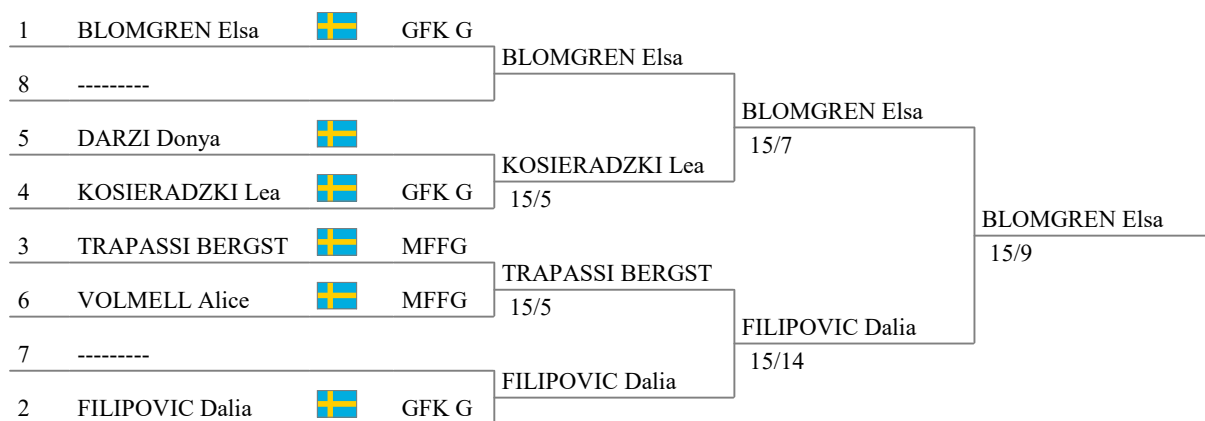 1 BLOMGREN Elsa GFK G
BLOMGREN Elsa
8 ---------
BLOMGREN Elsa
5 DARZI Donya
15/7
KOSIERADZKI Lea
4 KOSIERADZKI Lea GFK G
15/5
BLOMGREN Elsa
3 TRAPASSI BERGST MFFG
15/9
TRAPASSI BERGST
6 VOLMELL Alice MFFG
15/5
FILIPOVIC Dalia
7 ---------
15/14
FILIPOVIC Dalia
2 FILIPOVIC Dalia GFK G